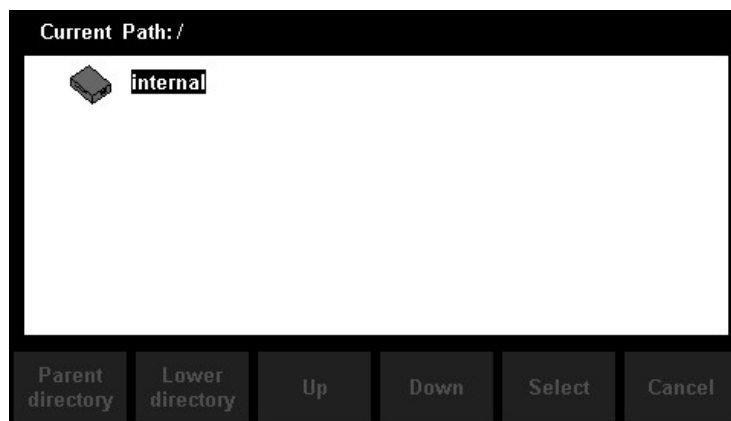 Current Path: /
internal
Parent directory
Lower directory
Up
Down
Select
Cancel